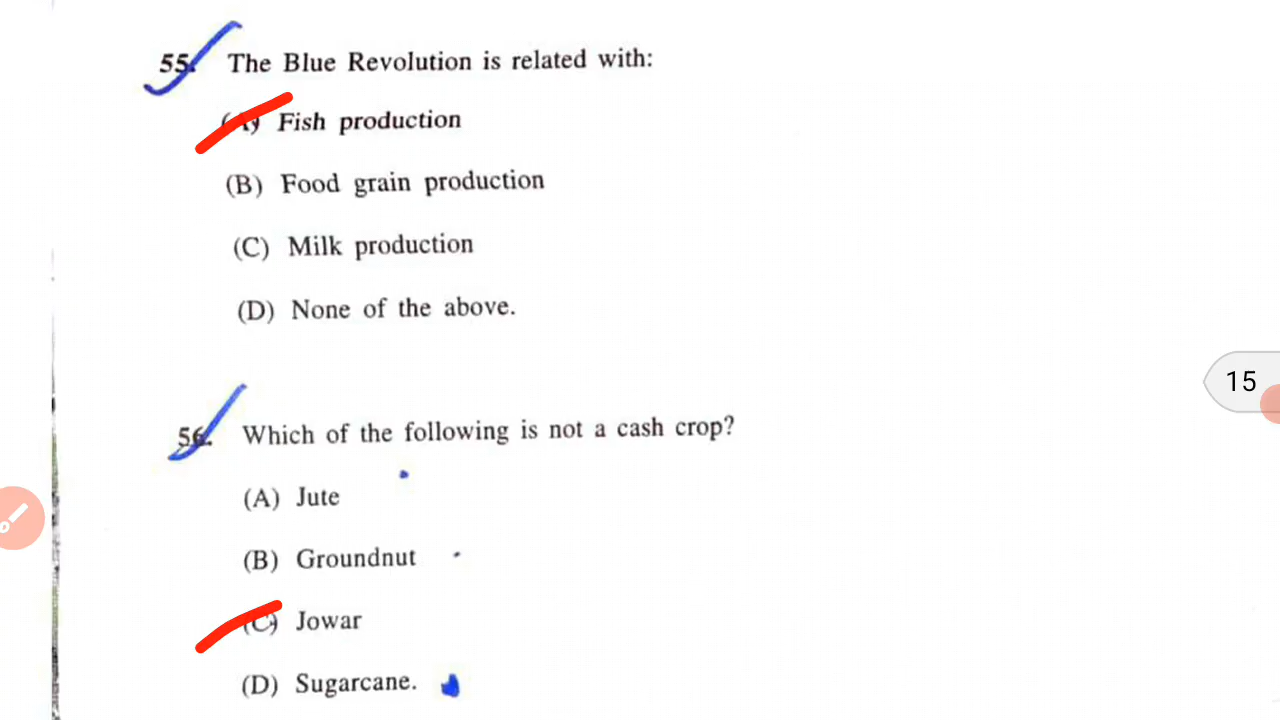 55. The Blue Revolution is related with:
(A) Fish production
(B) Food grain production
(C) Milk production
(D) None of the above.
15
56. Which of the following is not a cash crop?
(A) Jute
(B) Groundnut
(C) Jowar
(D) Sugarcane.